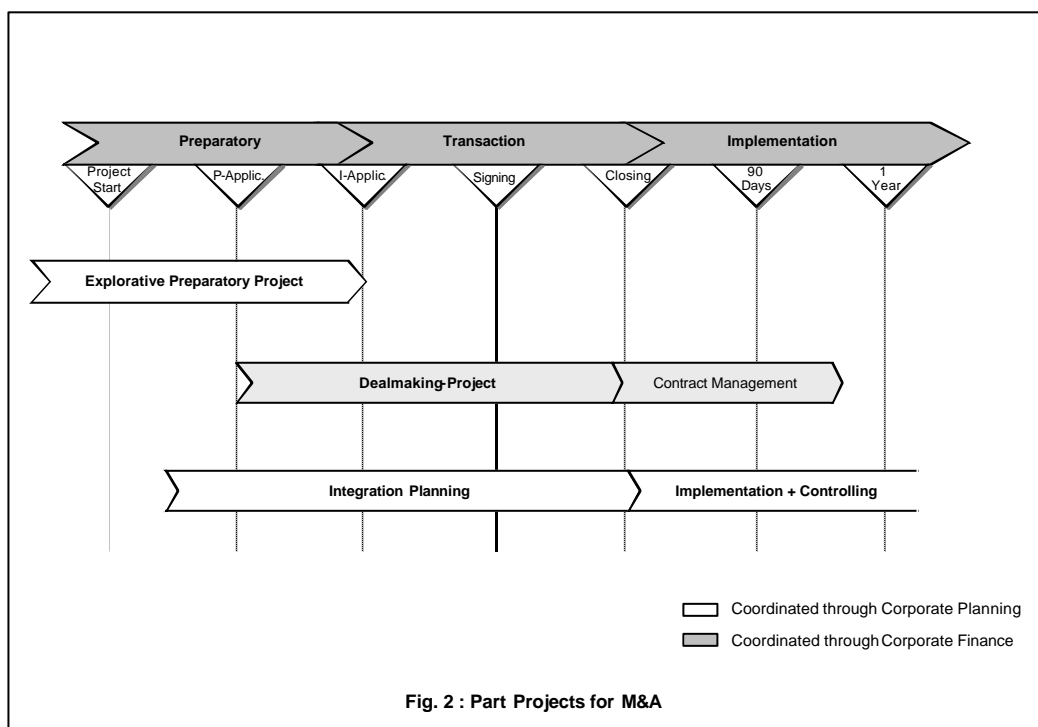 Preparatory Transaction Implementation
Project Start P-Applic. I-Applic. Signing Closing 90 Days 1 Year
Explorative Preparatory Project
Dealmaking-Project Contract Management
Integration Planning Implementation + Controlling
Coordinated through Corporate Planning
Coordinated through Corporate Finance
Fig. 2 : Part Projects for M&A